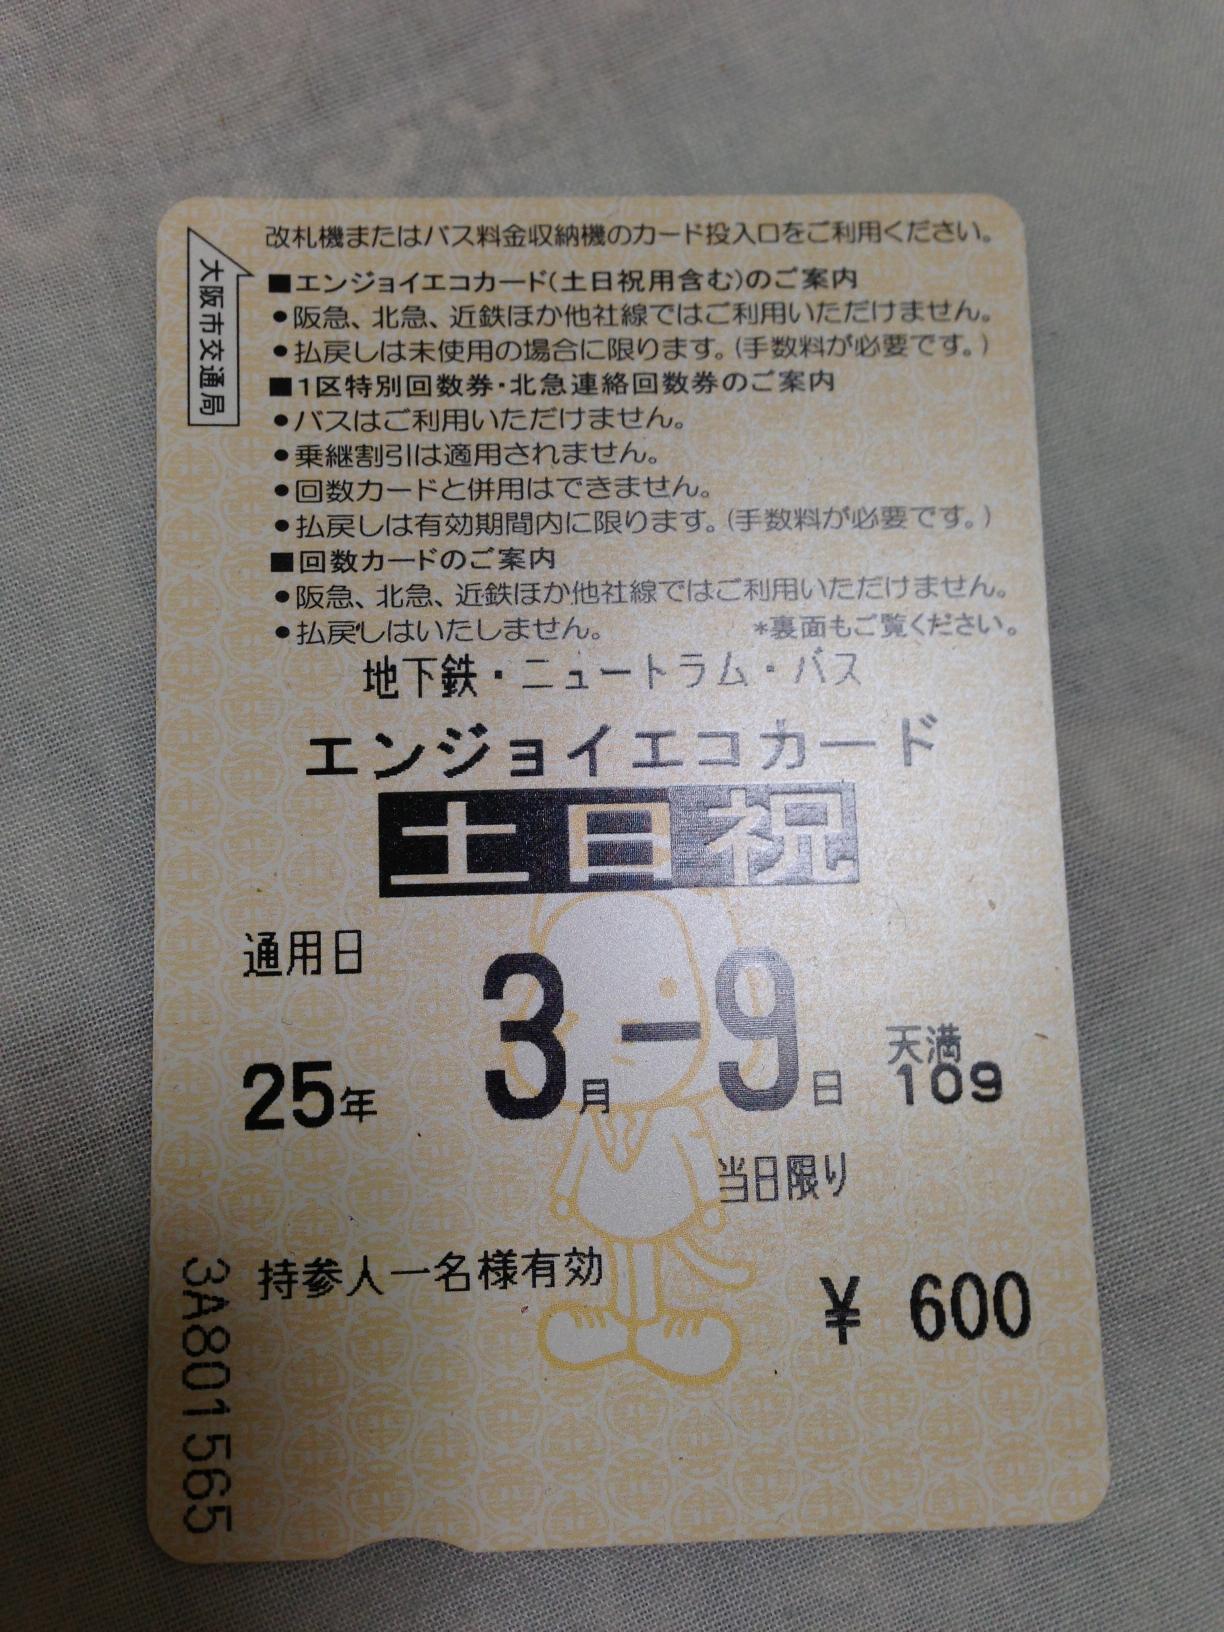 改札機またはバス料金収納機のカード投入口をご利用ください。
大阪市交通局
■エンジョイエコカード(土日祝用含む)のご案内
●阪急、北急、近鉄ほか他社線ではご利用いただけません。
●払戻しは未使用の場合に限ります。(手数料が必要です。)
■1区特別回数券・北急連絡回数券のご案内
●バスはご利用いただけません。
●乗継割引は適用されません。
●回数カードと併用はできません。
●払戻しは有効期間内に限ります。(手数料が必要です。)
■回数カードのご案内
●阪急、北急、近鉄ほか他社線ではご利用いただけません。
●払戻しはいたしません。 *裏面もご覧ください。
地下鉄・ニュートラム・バス
エンジョイエコカード
土日祝
通用日
25年 3月-9日 天満
109
当日限り
持参人一名様有効
¥ 600
3A801565